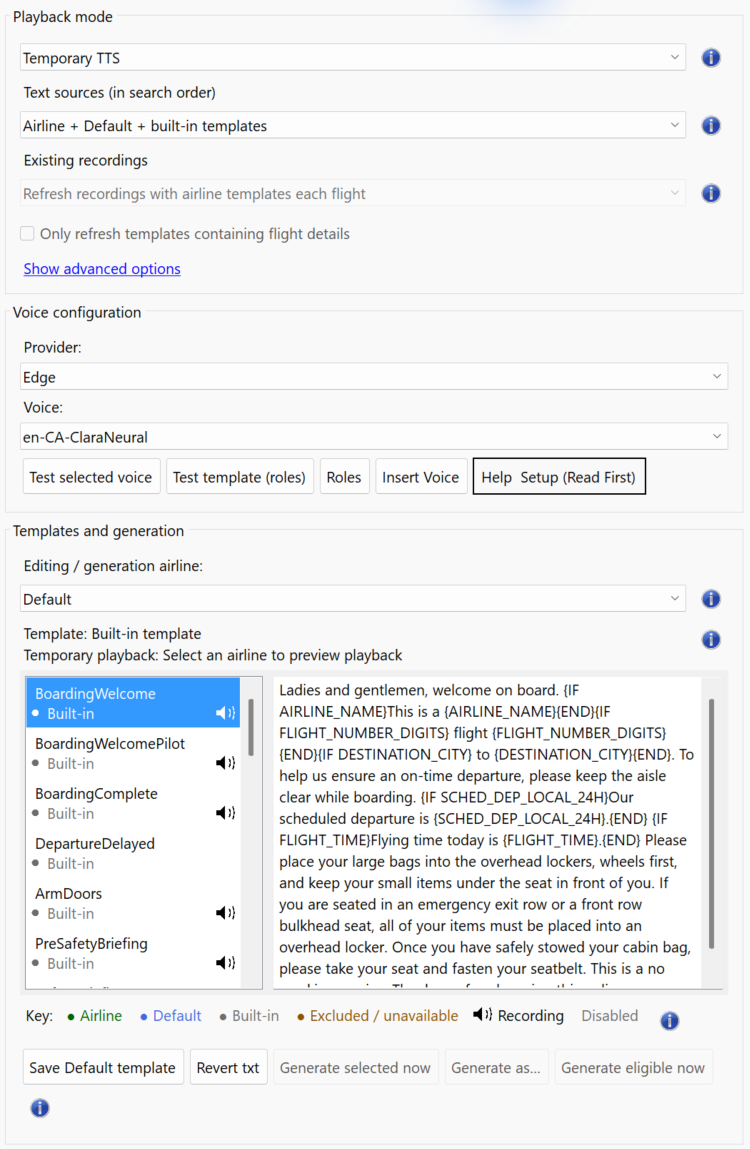 Playback mode
Temporary TTS
Text sources (in search order)
Airline + Default + built-in templates
Existing recordings
Refresh recordings with airline templates each flight
Only refresh templates containing flight details
Show advanced options
Voice configuration
Provider:
Edge
Voice:
en-CA-ClaraNeural
Test selected voice Test template (roles) Roles Insert Voice Help Setup (Read First)
Templates and generation
Editing / generation airline:
Default
Template: Built-in template
Temporary playback: Select an airline to preview playback
BoardingWelcome
Built-in
BoardingWelcomePilot
Built-in
BoardingComplete
Built-in
DepartureDelayed
Built-in
ArmDoors
Built-in
PreSafetyBriefing
Built-in
Ladies and gentlemen, welcome on board. {IF
AIRLINE_NAME}This is a {AIRLINE_NAME}{END}{IF
FLIGHT_NUMBER_DIGITS} flight {FLIGHT_NUMBER_DIGITS}
{END}{IF DESTINATION_CITY} to {DESTINATION_CITY}{END}. To
help us ensure an on-time departure, please keep the aisle
clear while boarding. {IF SCHED_DEP_LOCAL_24H}Our
scheduled departure is {SCHED_DEP_LOCAL_24H}.{END} {IF
FLIGHT_TIME}Flying time today is {FLIGHT_TIME}.{END} Please
place your large bags into the overhead lockers, wheels first,
and keep your small items under the seat in front of you. If
you are seated in an emergency exit row or a front row
bulkhead seat, all of your items must be placed into an
overhead locker. Once you have safely stowed your cabin bag,
please take your seat and fasten your seatbelt. This is a no
Key: Airline Default Built-in Excluded / unavailable Recording Disabled
Save Default template Revert txt Generate selected now Generate as... Generate eligible now